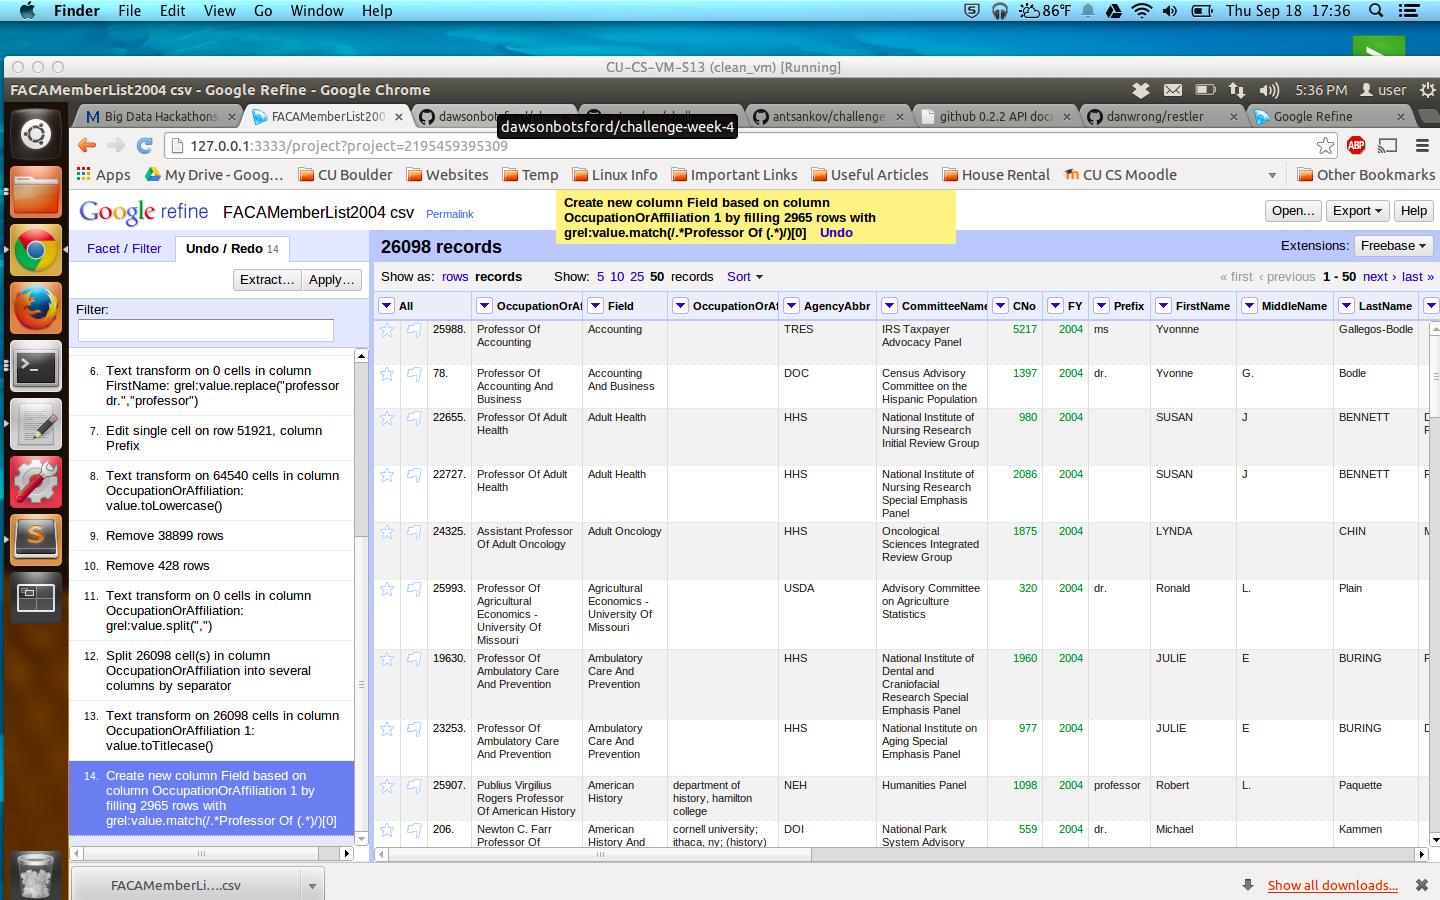 Finder File Edit View Go Window Help 86°F Thu Sep 18 17:36
CU-CS-VM-S13 (clean_vm) [Running]
FACAMemberList2004 csv - Google Refine - Google Chrome 5:36 PM user
Big Data Hackathons FACAMemberList200 dawsonbotsford/ch antsankov/challenge github 0.2.2 API docu danwrong/restler Google Refine
dawsonbotsford/challenge-week-4
127.0.0.1:3333/project?project=2195459395309
Apps My Drive - Goog... CU Boulder Websites Temp Linux Info Important Links Useful Articles House Rental CU CS Moodle Other Bookmarks
Google refine FACAMemberList2004 csv Permalink
Create new column Field based on column
OccupationOrAffiliation 1 by filling 2965 rows with
grel:value.match(/.*Professor Of (.*)/)[0] Undo
Open... Export Help
Facet / Filter Undo / Redo 14
26098 records
Extensions: Freebase
Extract... Apply...
Show as: rows records Show: 5 10 25 50 records Sort « first ‹ previous 1 - 50 next › last »
Filter:
6. Text transform on 0 cells in column
FirstName: grel:value.replace("professor
dr.","professor")
7. Edit single cell on row 51921, column
Prefix
8. Text transform on 64540 cells in column
OccupationOrAffiliation:
value.toLowercase()
9. Remove 38899 rows
10. Remove 428 rows
11. Text transform on 0 cells in column
OccupationOrAffiliation:
grel:value.split(",")
12. Split 26098 cell(s) in column
OccupationOrAffiliation into several
columns by separator
13. Text transform on 26098 cells in column
OccupationOrAffiliation 1:
value.toTitlecase()
14. Create new column Field based on
column OccupationOrAffiliation 1 by
filling 2965 rows with
grel:value.match(/.*Professor Of (.*)/)[0]
All OccupationOrAf Field OccupationOrAf AgencyAbbr CommitteeName CNo FY Prefix FirstName MiddleName LastName
25988. Professor Of Accounting TRES IRS Taxpayer 5217 2004 ms Yvonnne Gallegos-Bodle
Accounting Advocacy Panel
78. Professor Of Accounting DOC Census Advisory 1397 2004 dr. Yvonne G. Bodle
Accounting And And Business Committee on the
Business Hispanic Population
22655. Professor Of Adult Adult Health HHS National Institute of 980 2004 SUSAN J BENNETT
Health Nursing Research
Initial Review Group
22727. Professor Of Adult Adult Health HHS National Institute of 2086 2004 SUSAN J BENNETT
Health Nursing Research
Special Emphasis
Panel
24325. Assistant Professor Adult Oncology HHS Oncological 1875 2004 LYNDA CHIN
Of Adult Oncology Sciences Integrated
Review Group
25993. Professor Of Agricultural USDA Advisory Committee 320 2004 dr. Ronald L. Plain
Agricultural Economics - on Agriculture
Economics - University Of Statistics
University Of Missouri
Missouri
19630. Professor Of Ambulatory HHS National Institute of 1960 2004 JULIE E BURING
Ambulatory Care Care And Dental and
And Prevention Prevention Craniofacial
Research Special
Emphasis Panel
23253. Professor Of Ambulatory HHS National Institute on 977 2004 JULIE E BURING
Ambulatory Care Care And Aging Special
And Prevention Prevention Emphasis Panel
25907. Publius Virgilius American department of NEH Humanities Panel 1098 2004 professor Robert L. Paquette
Rogers Professor History history, hamilton
Of American History college
206. Newton C. Farr American cornell university; DOI National Park 559 2004 dr. Michael Kammen
Professor Of History And ithaca, ny; (history) System Advisory
FACAMemberLi....csv
Show all downloads...